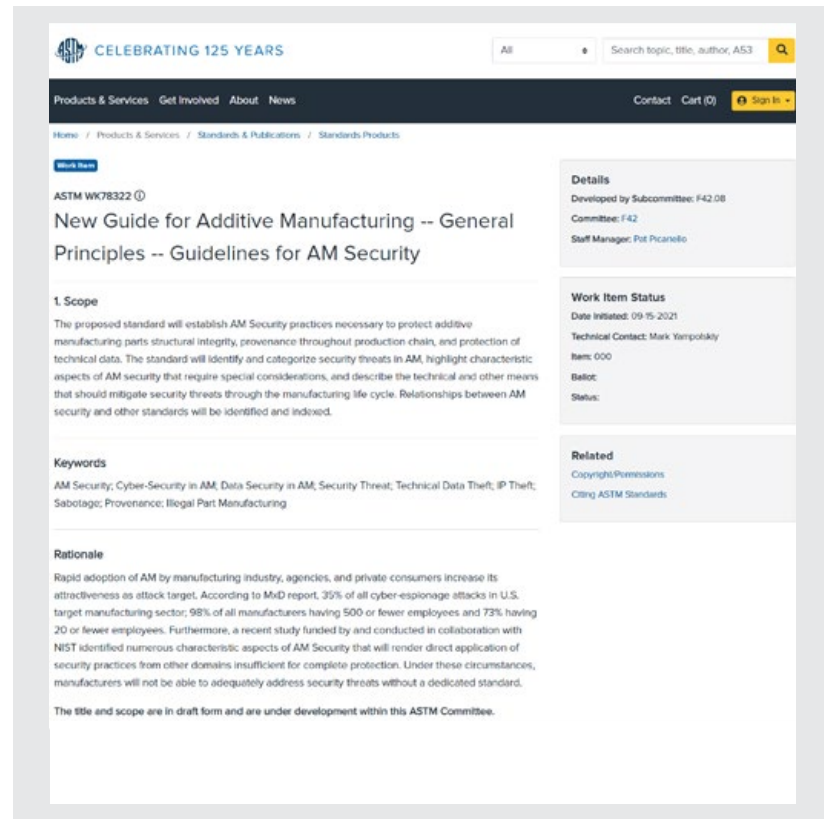 ASTM CELEBRATING 125 YEARS
All
Search topic, title, author, A53
Products & Services Get Involved About News
Contact Cart (0) Sign In
Home / Products & Services / Standards & Publications / Standards Products
Work Item
ASTM WK78322
New Guide for Additive Manufacturing -- General
Principles -- Guidelines for AM Security
1. Scope
The proposed standard will establish AM Security practices necessary to protect additive
manufacturing parts structural integrity, provenance throughout production chain, and protection of
technical data. The standard will identify and categorize security threats in AM, highlight characteristic
aspects of AM security that require special considerations, and describe the technical and other means
that should mitigate security threats through the manufacturing life cycle. Relationships between AM
security and other standards will be identified and indexed.
Keywords
AM Security; Cyber-Security in AM; Data Security in AM; Security Threat; Technical Data Theft; IP Theft;
Sabotage; Provenance; Illegal Part Manufacturing
Rationale
Rapid adoption of AM by manufacturing industry, agencies, and private consumers increase its
attractiveness as attack target. According to MxD report, 35% of all cyber-espionage attacks in U.S.
target manufacturing sector; 98% of all manufacturers having 500 or fewer employees and 73% having
20 or fewer employees. Furthermore, a recent study funded by and conducted in collaboration with
NIST identified numerous characteristic aspects of AM Security that will render direct application of
security practices from other domains insufficient for complete protection. Under these circumstances,
manufacturers will not be able to adequately address security threats without a dedicated standard.
The title and scope are in draft form and are under development within this ASTM Committee.
Details
Developed by Subcommittee: F42.08
Committee: F42
Staff Manager: Pat Picariello
Work Item Status
Date Initiated: 09-15-2021
Technical Contact: Mark Yampolskiy
Item: 000
Ballot:
Status:
Related
Copyright/Permissions
Citing ASTM Standards